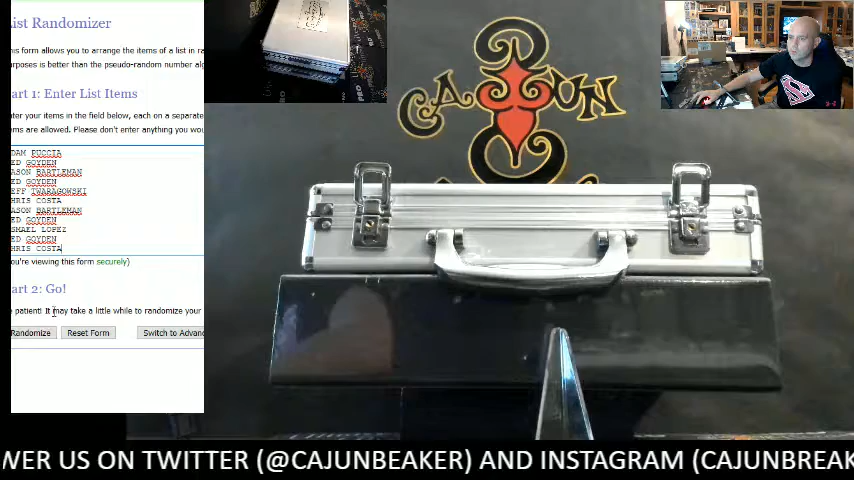 ist Randomizer
his form allows you to arrange the items of a list in ra
urposes is better than the pseudo-random number alg
art 1: Enter List Items
nter your items in the field below, each on a separate
ems are allowed. Please don't enter anything you wou
DAM PUCCIA
ED GOYDEN
ASON BARTLEMAN
ED GOYDEN
EFF TWARAGOWSKI
HRIS COSTA
ASON BARTLEMAN
ED GOYDEN
SMAEL LOPEZ
ED GOYDEN
HRIS COSTA
ou're viewing this form securely)
art 2: Go!
patient! It may take a little while to randomize your
Randomize Reset Form Switch to Advanc
CAJUN
WER US ON TWITTER (@CAJUNBEAKER) AND INSTAGRAM (CAJUNBREAK